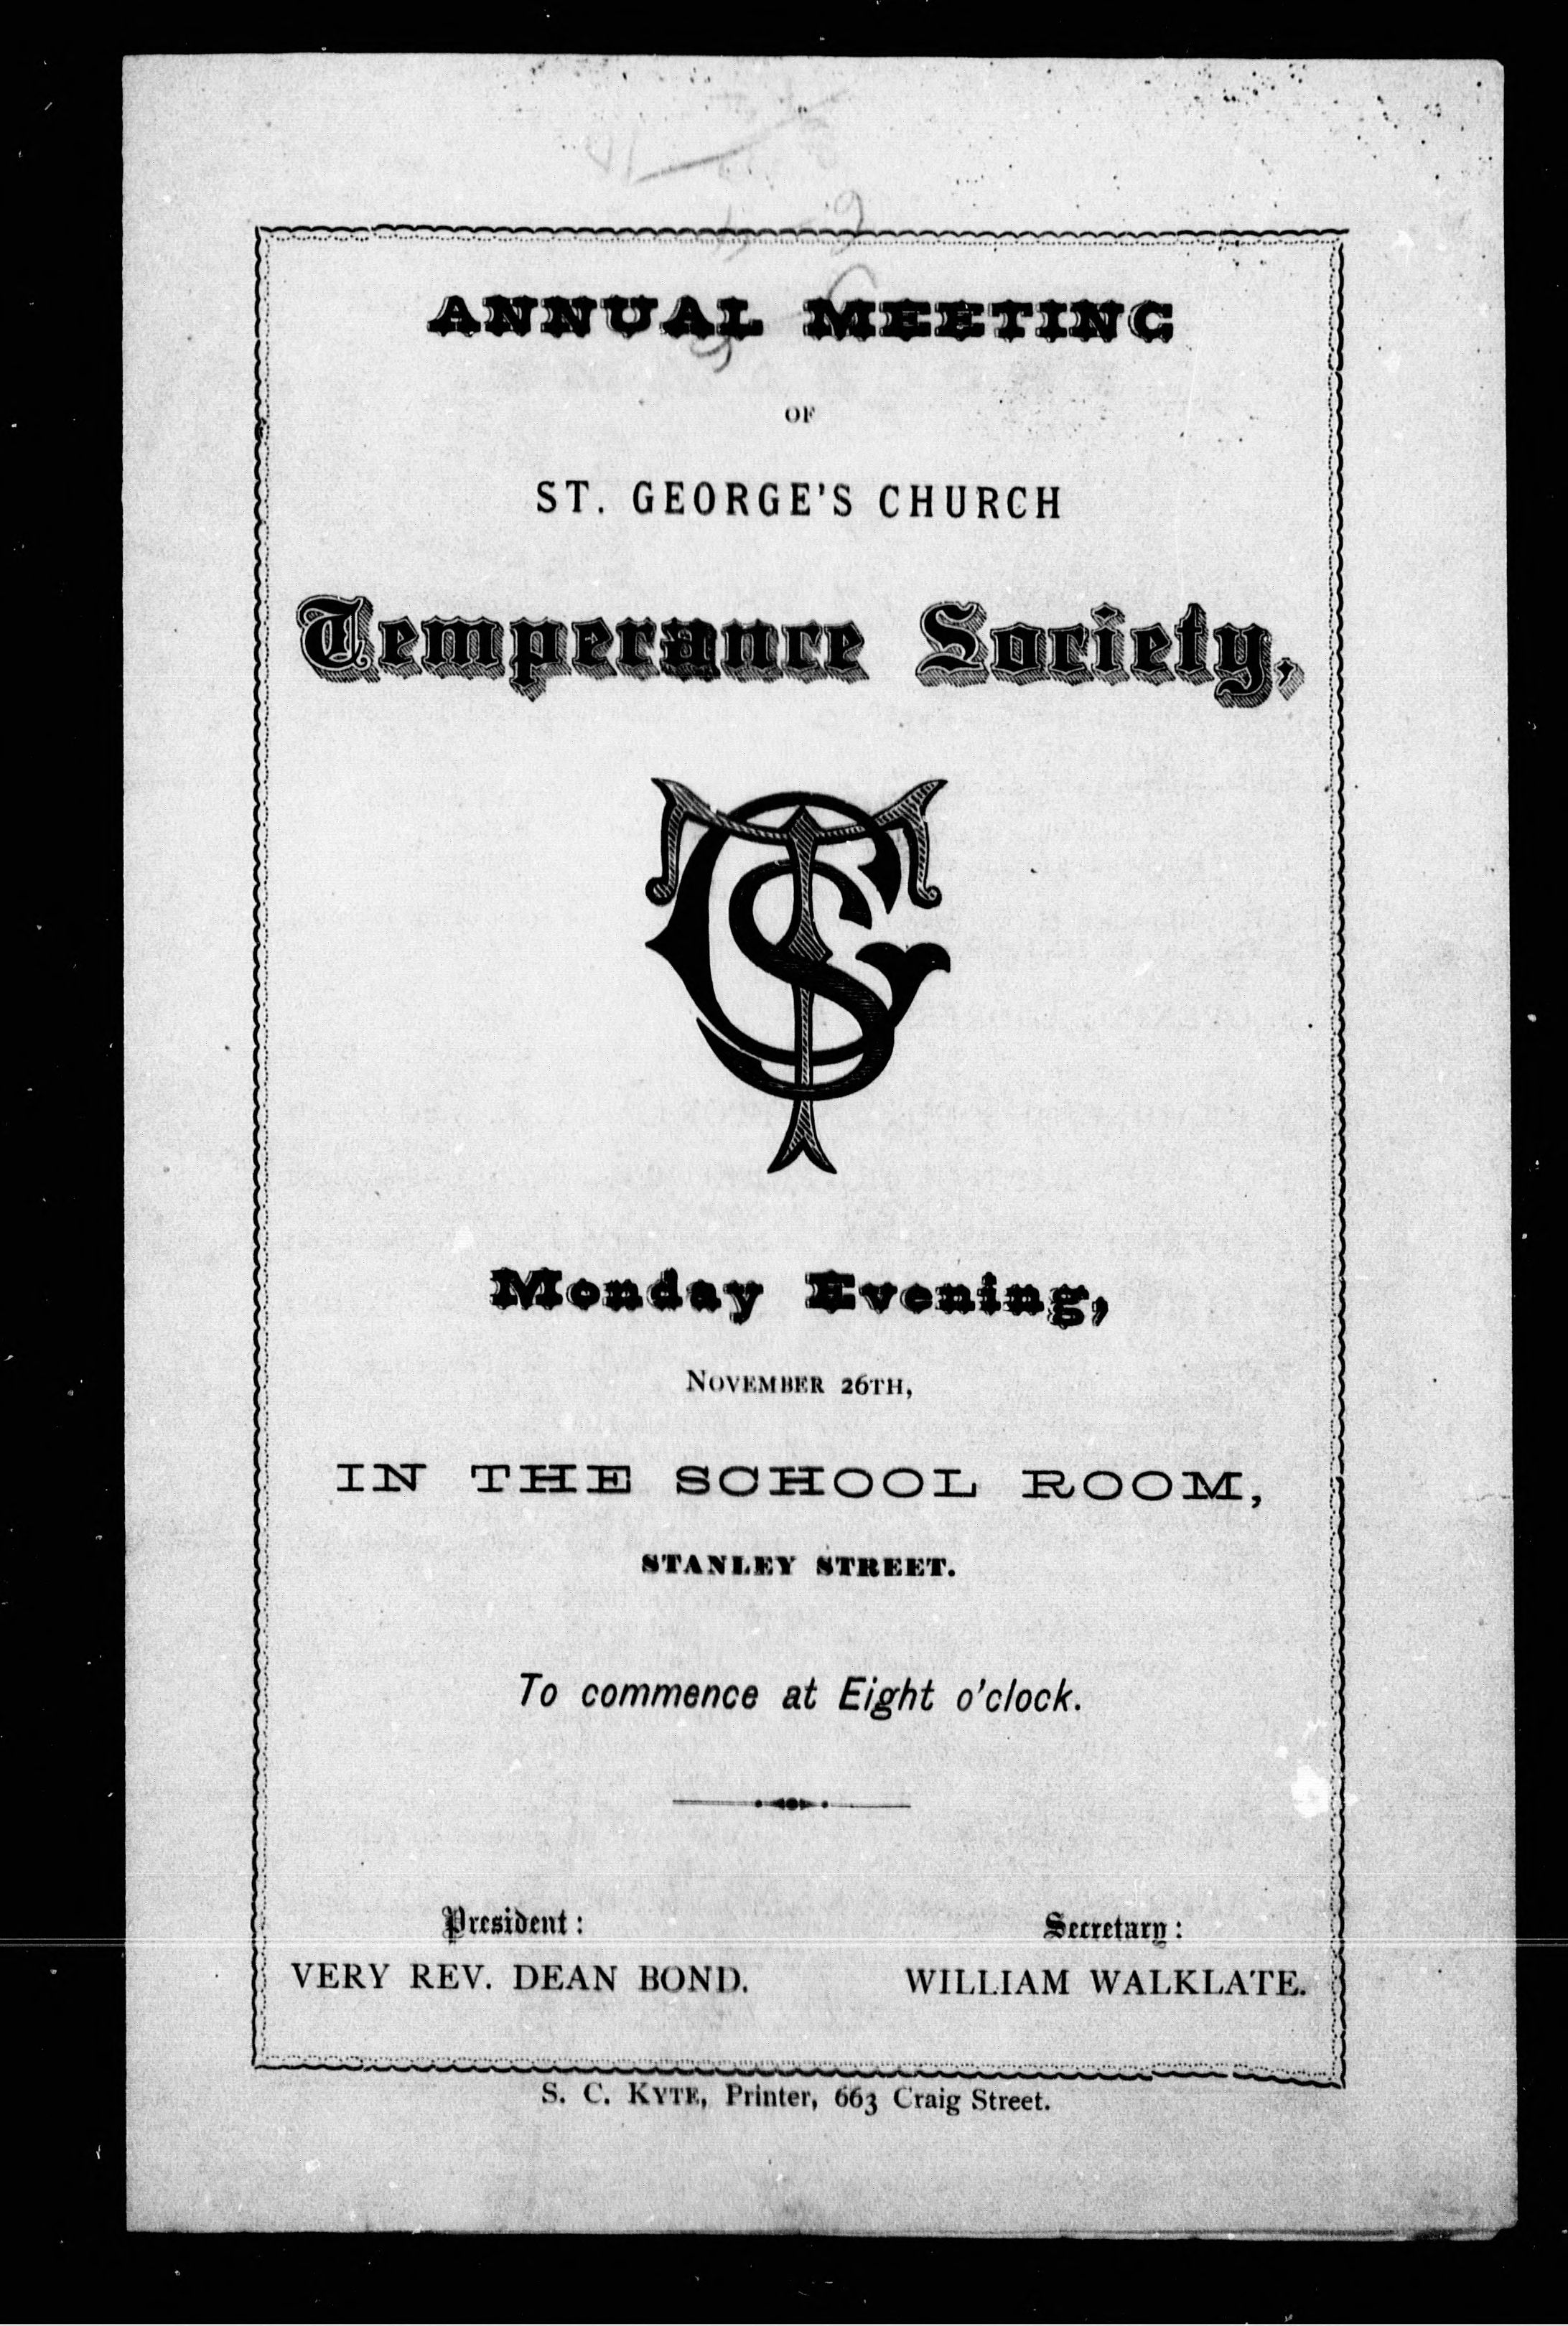 ANNUAL MEETING
OF
ST. GEORGE'S CHURCH
Temperance Society,
Monday Evening,
NOVEMBER 26TH,
IN THE SCHOOL ROOM,
STANLEY STREET.
To commence at Eight o'clock.
President:
VERY REV. DEAN BOND.
Secretary:
WILLIAM WALKLATE.
S. C. KYTE, Printer, 663 Craig Street.